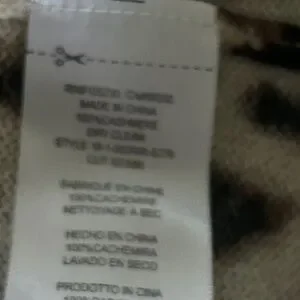 MADE IN CHINA
100%CASHMERE
DRY CLEAN
STYLE
FABRIQUE EN CHINE
100%CACHEMIRE
NETTOYAGE A SEC
HECHO EN CHINA
100%CACHEMIRA
LAVADO EN SECO
PRODOTTO IN CINA